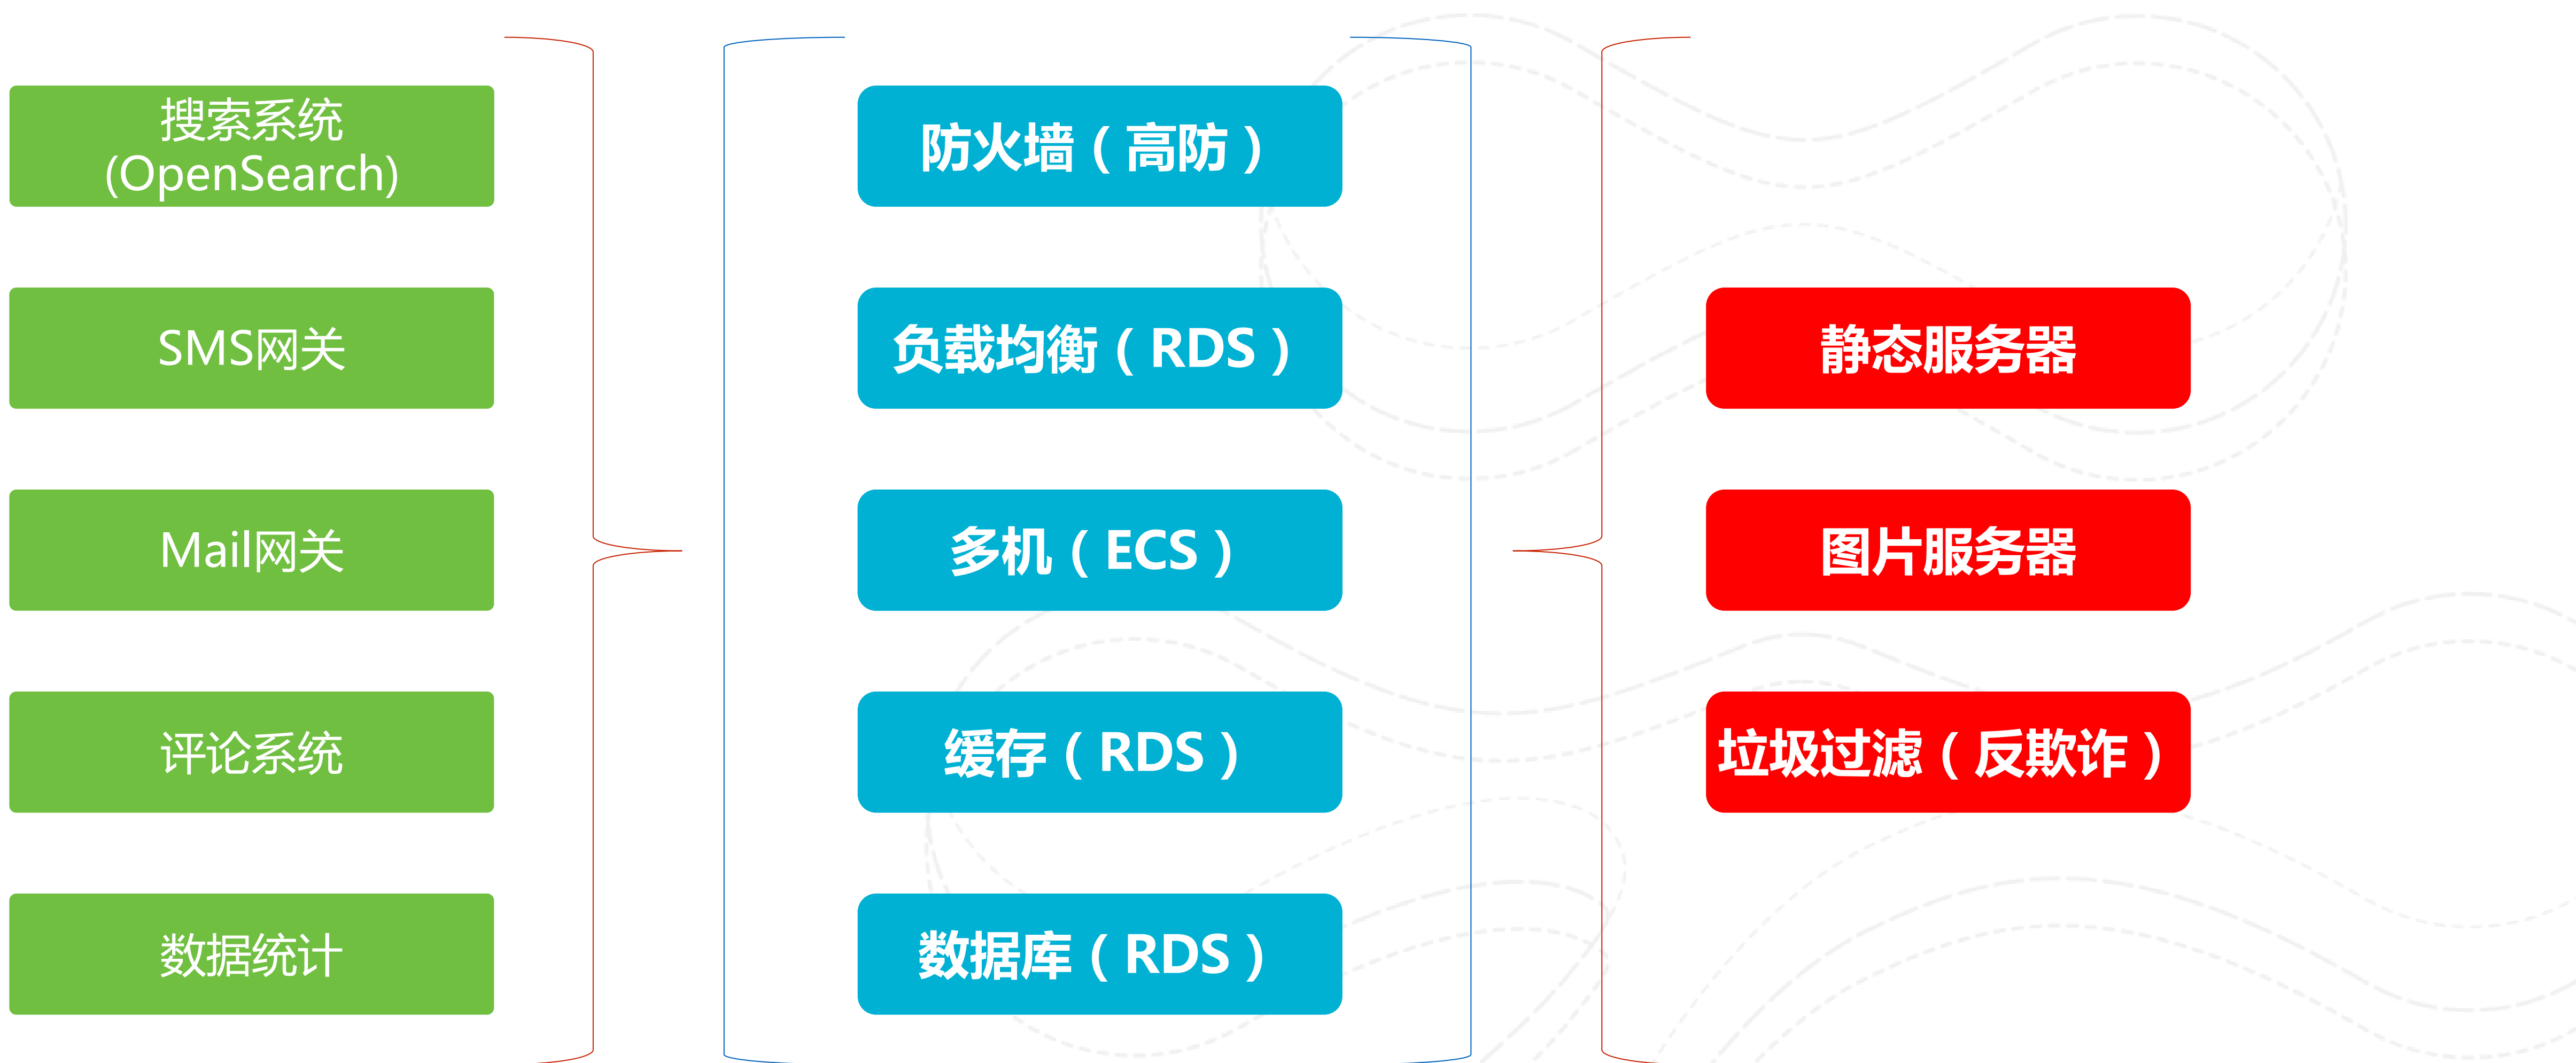 搜索系统
(OpenSearch)
SMS网关
Mail网关
评论系统
数据统计
防火墙（高防）
负载均衡（RDS）
多机（ECS）
缓存（RDS）
数据库（RDS）
静态服务器
图片服务器
垃圾过滤（反欺诈）